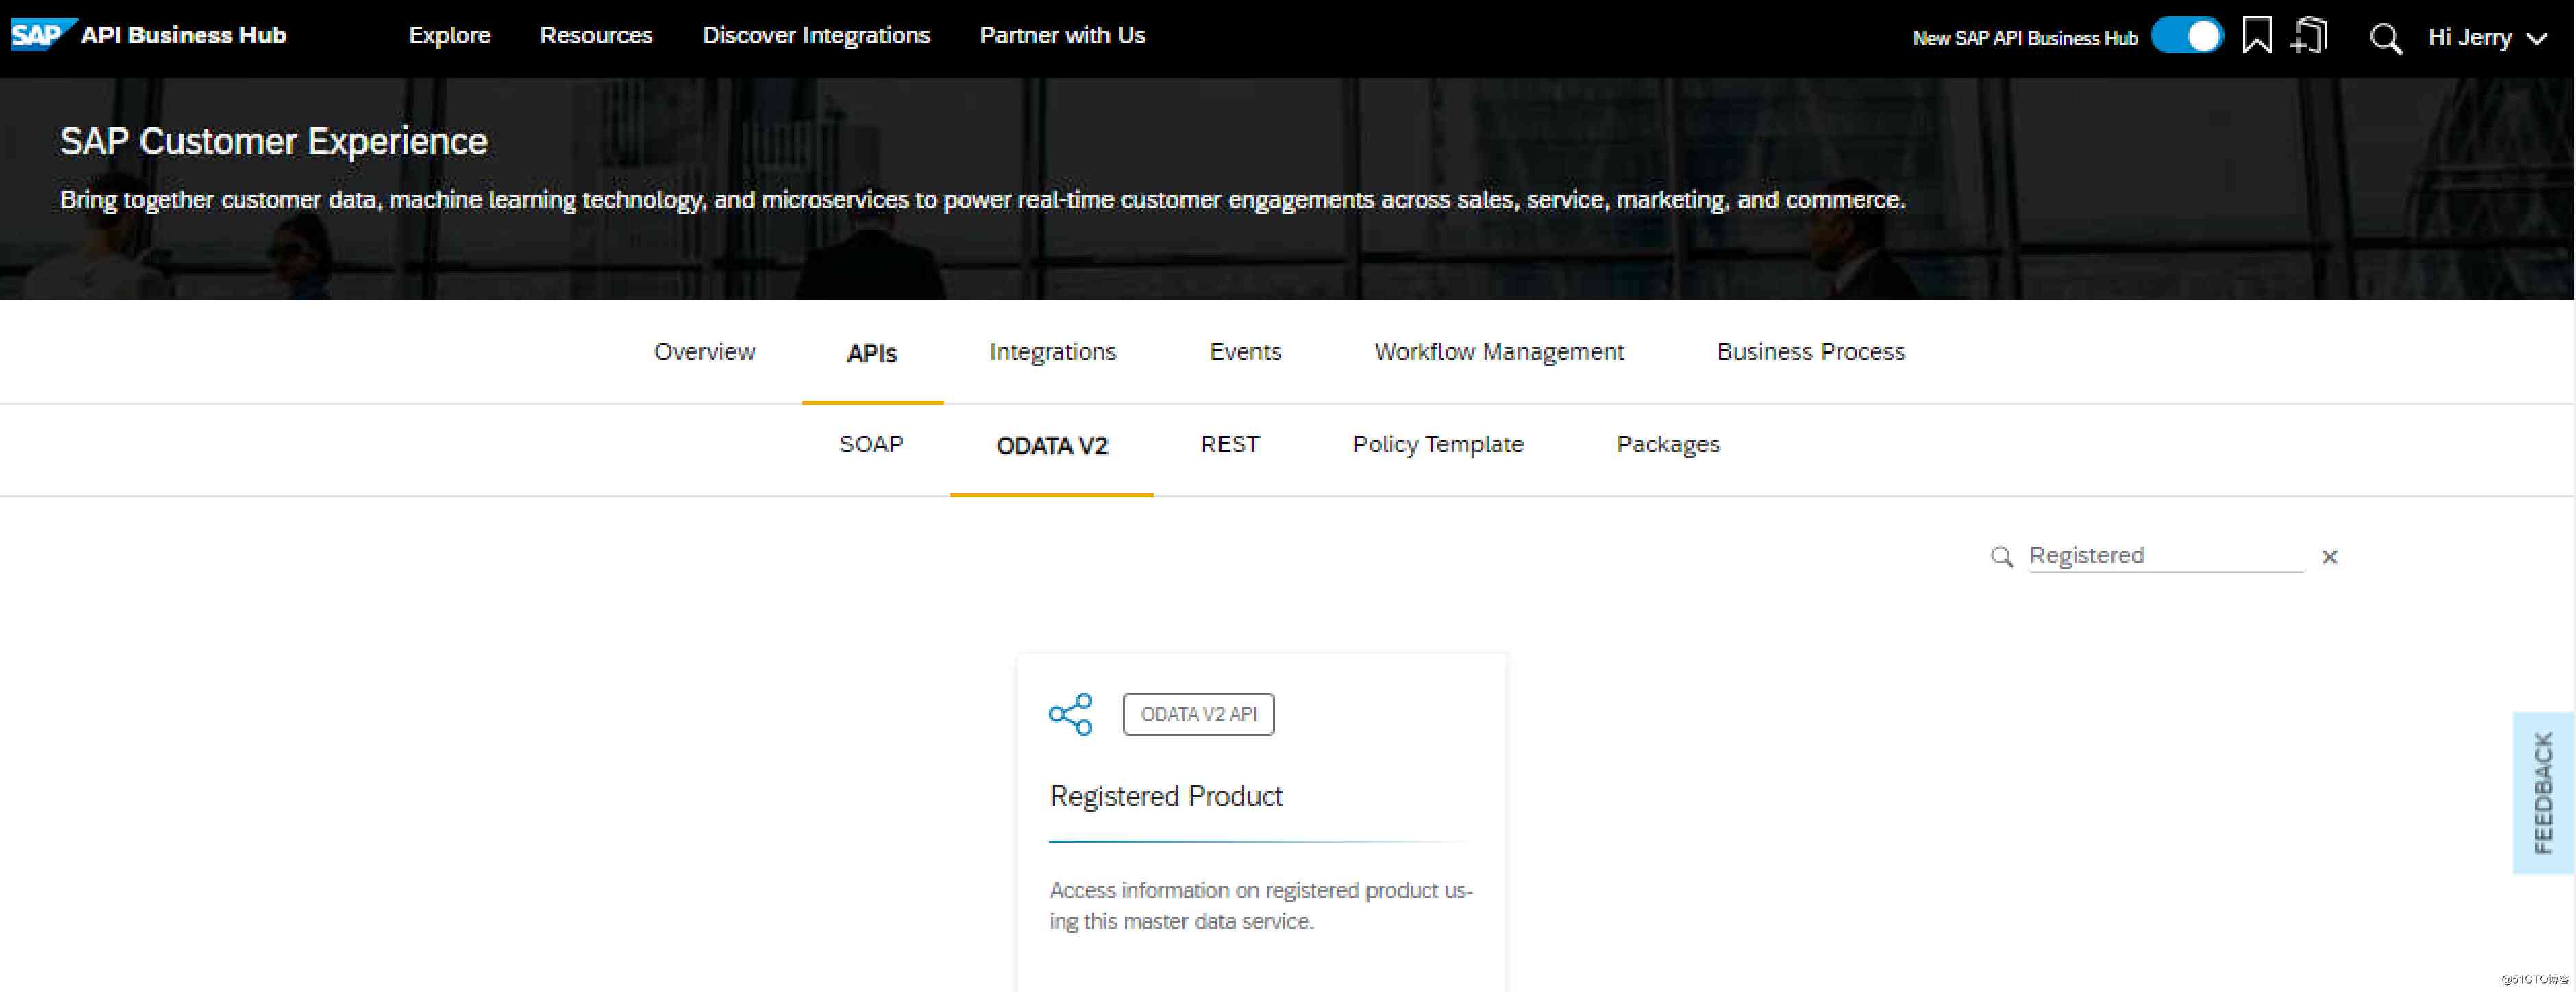 SAP API Business Hub Explore Resources Discover Integrations Partner with Us New SAP API Business Hub Hi Jerry
SAP Customer Experience
Bring together customer data, machine learning technology, and microservices to power real-time customer engagements across sales, service, marketing, and commerce.
Overview APIs Integrations Events Workflow Management Business Process
SOAP ODATA V2 REST Policy Template Packages
Registered
ODATA V2 API
Registered Product
Access information on registered product us-
ing this master data service.
FEEDBACK
@51CTO博客